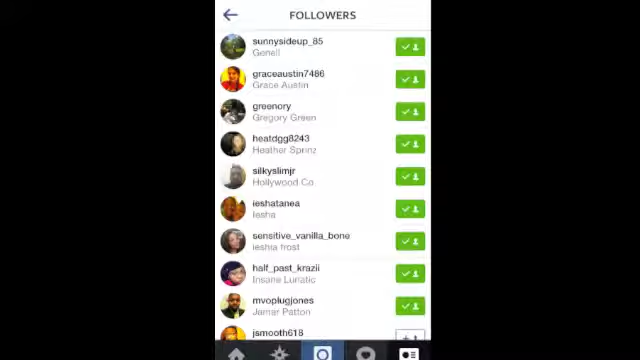 FOLLOWERS
sunnysideup_85
Genell
graceaustin7486
Grace Austin
greenory
Gregory Green
heatdgg8243
Heather Sprinz
silkyslimjr
Hollywood Co
ieshatanea
Iesha
sensitive_vanilla_bone
ieshia frost
half_past_krazii
Insane Lunatic
mvoplugjones
Jamar Patton
jsmooth618